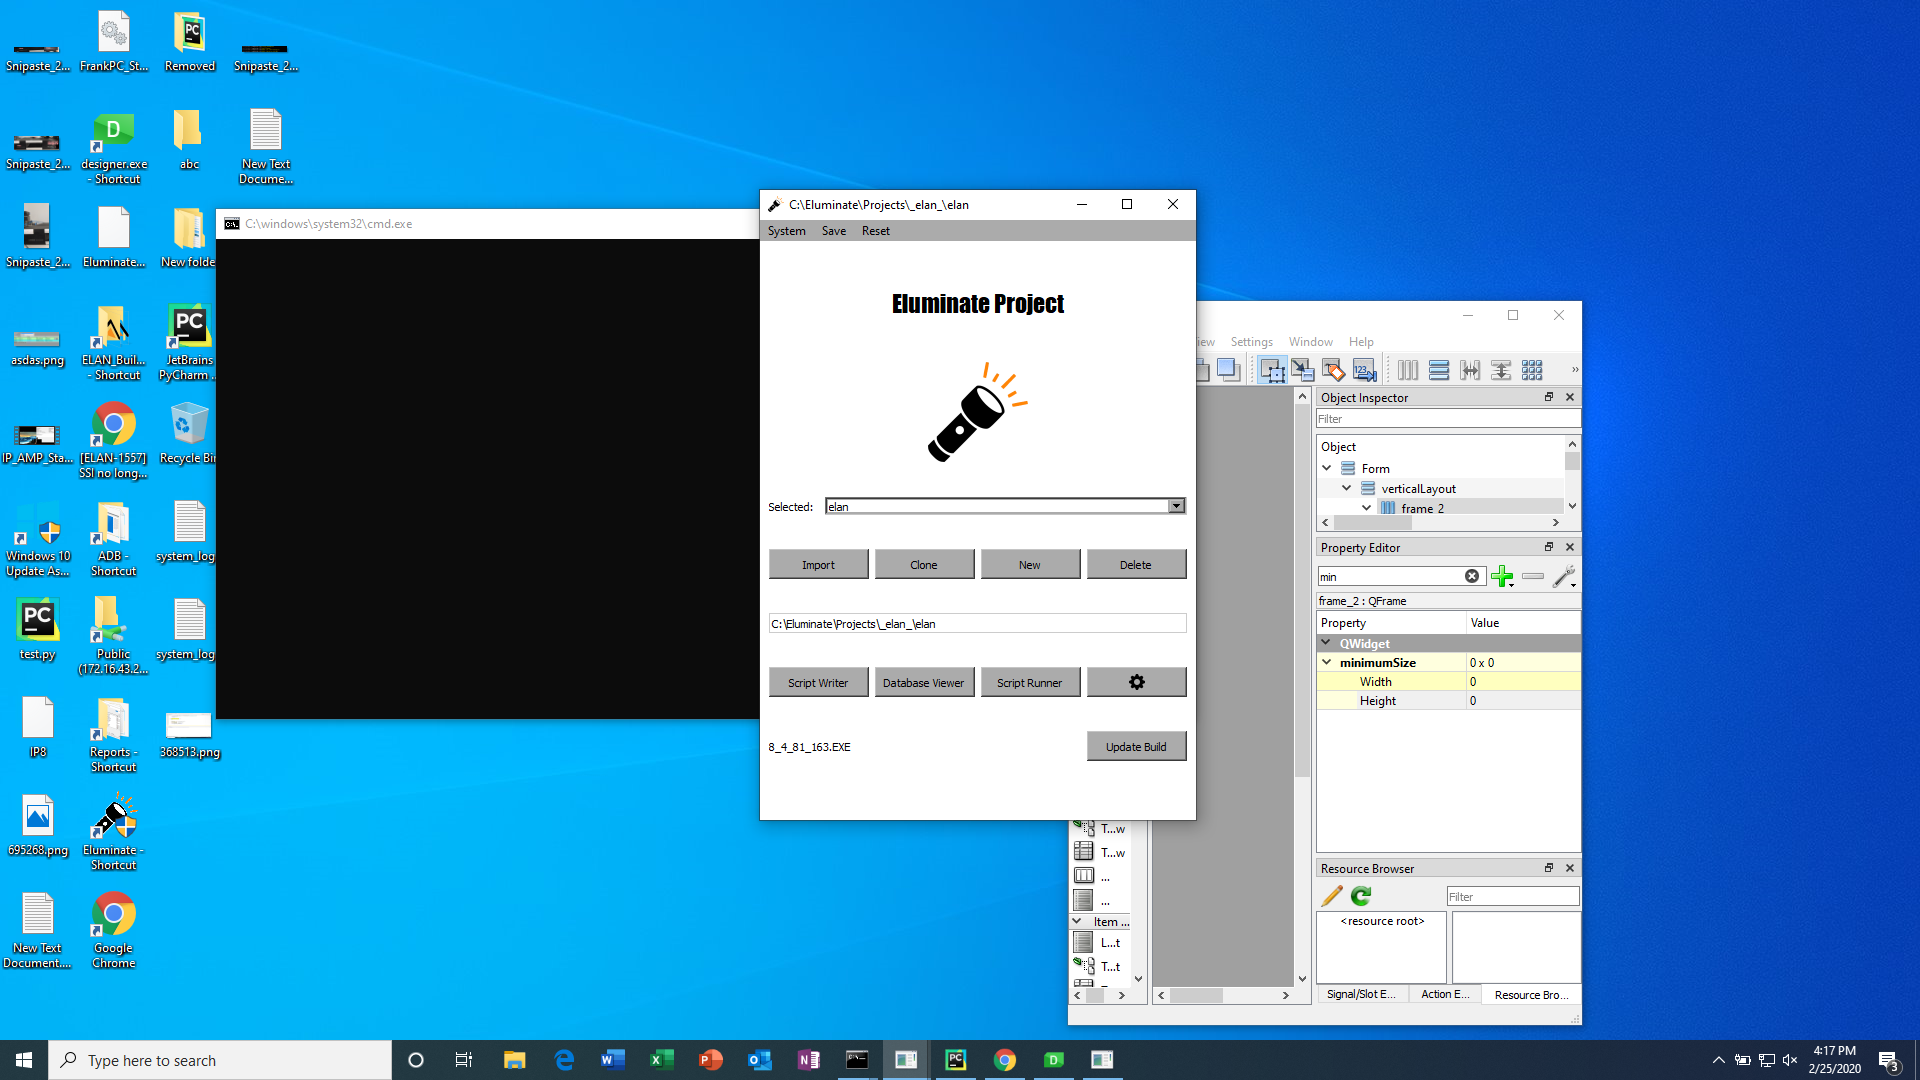 Snipaste_2...
FrankPC_St...
Removed
Snipaste_2...
Snipaste_2...
designer.exe
- Shortcut
abc
New Text
Docume...
Snipaste_2...
Eluminate...
New folde
asdas.png
ELAN_Buil...
- Shortcut
JetBrains
PyCharm ...
IP_AMP_Sta...
[ELAN-1557]
SSI no long...
Recycle Bin
Windows 10
Update As...
ADB -
Shortcut
system_log
test.py
Public
(172.16.43.2...
system_log
IP8
Reports -
Shortcut
368513.png
695268.png
Eluminate -
Shortcut
New Text
Document....
Google
Chrome
C:\windows\system32\cmd.exe
C:\Eluminate\Projects\_elan_\elan
System Save Reset
Eluminate Project
Selected: elan
Import Clone New Delete
C:\Eluminate\Projects\_elan_\elan
Script Writer Database Viewer Script Runner
8_4_81_163.EXE Update Build
iew Settings Window Help
Object Inspector
Filter
Object
Form
verticalLayout
frame_2
Property Editor
min
frame_2 : QFrame
Property Value
QWidget
minimumSize 0 x 0
Width 0
Height 0
Resource Browser
Filter
<resource root>
Signal/Slot E... Action E... Resource Bro...
T...w
T...w
...
...
Item ...
L...t
T...t
Type here to search
4:17 PM
2/25/2020
3